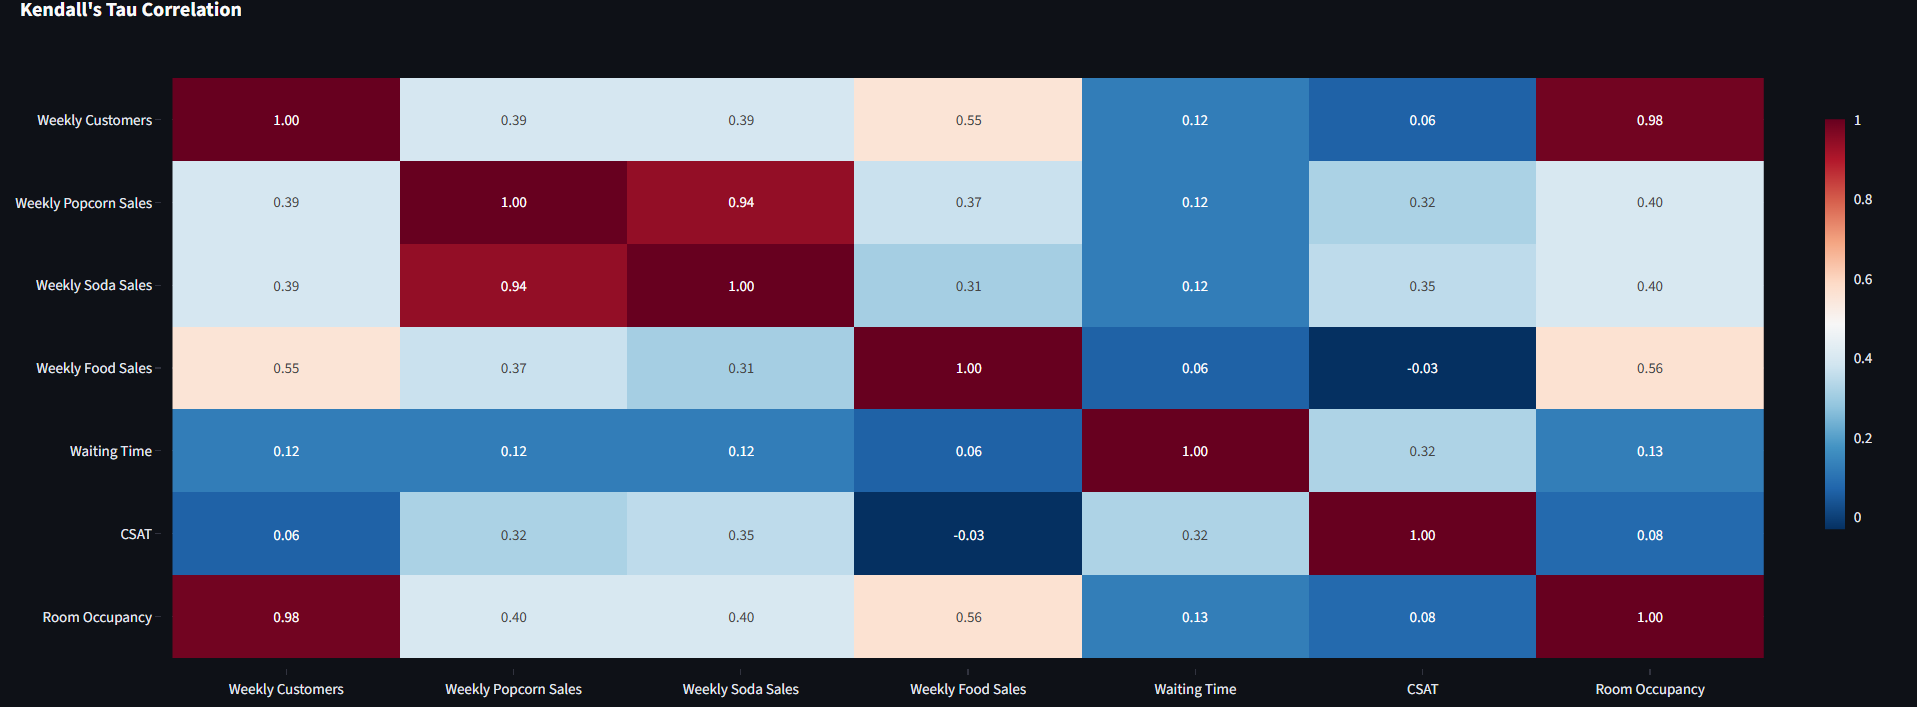 Kendall's Tau Correlation
Weekly Customers 1.00 0.39 0.39 0.55 0.12 0.06 0.98
Weekly Popcorn Sales 0.39 1.00 0.94 0.37 0.12 0.32 0.40
Weekly Soda Sales 0.39 0.94 1.00 0.31 0.12 0.35 0.40
Weekly Food Sales 0.55 0.37 0.31 1.00 0.06 -0.03 0.56
Waiting Time 0.12 0.12 0.12 0.06 1.00 0.32 0.13
CSAT 0.06 0.32 0.35 -0.03 0.32 1.00 0.08
Room Occupancy 0.98 0.40 0.40 0.56 0.13 0.08 1.00
Weekly Customers Weekly Popcorn Sales Weekly Soda Sales Weekly Food Sales Waiting Time CSAT Room Occupancy
1
0.8
0.6
0.4
0.2
0